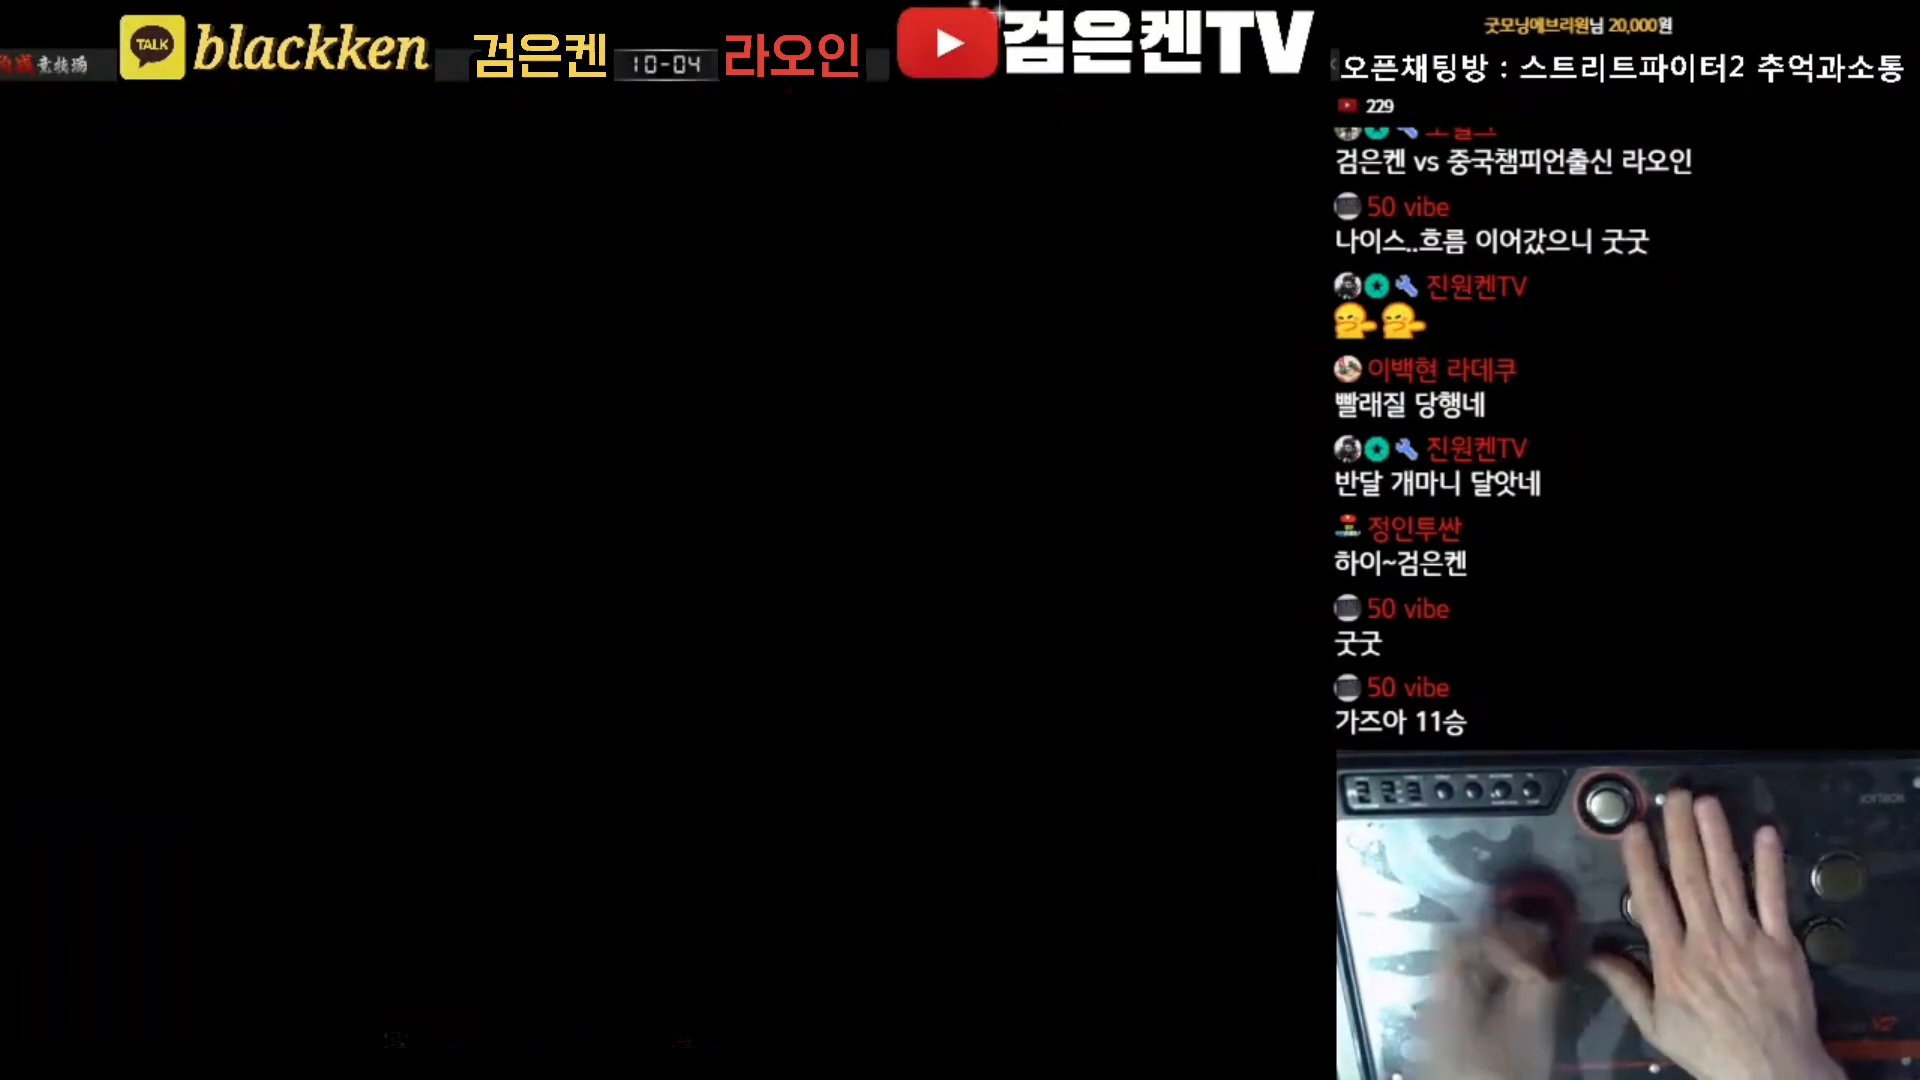 竞技场
TALK
blackken
검은켄
10-04
라오인
검은켄TV
굿모닝에브리원님 20,000원
오픈채팅방 : 스트리트파이터2 추억과소통
229
검은켄 vs 중국챔피언출신 라오인
50 vibe
나이스..흐름 이어갔으니 굿굿
진원켄TV
이백현 라데쿠
빨래질 당행네
진원켄TV
반달 개마니 달앗네
정인투싼
하이~검은켄
50 vibe
굿굿
50 vibe
가즈아 11승